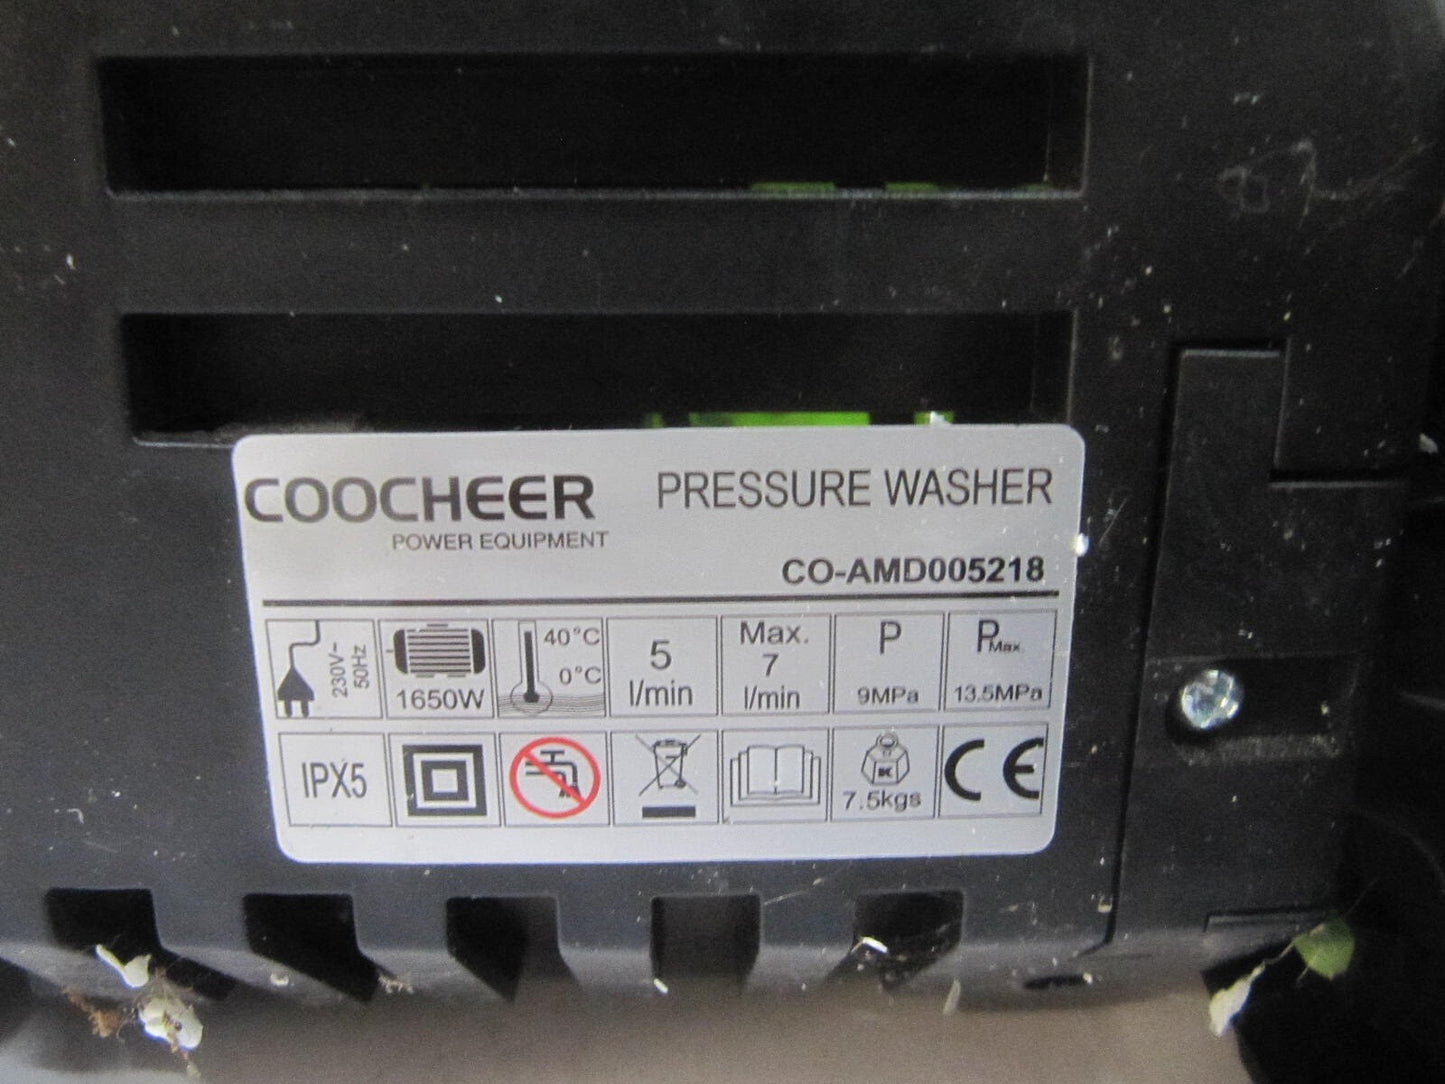 COOCHEER
POWER EQUIPMENT
PRESSURE WASHER
CO-AMD005218
230V~
50Hz
1650W
40°C
0°C
5
l/min
Max.
7
l/min
P
9MPa
PMax.
13.5MPa
IPX5
K
7.5kgs
CE